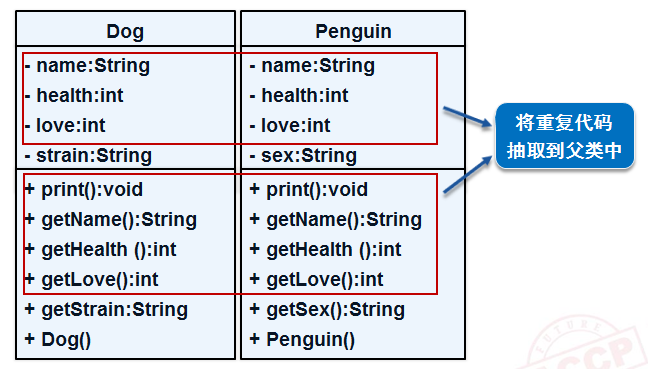 Dog
- name:String
- health:int
- love:int
- strain:String
+ print():void
+ getName():String
+ getHealth ():int
+ getLove():int
+ getStrain:String
+ Dog()
Penguin
- name:String
- health:int
- love:int
- sex:String
+ print():void
+ getName():String
+ getHealth ():int
+ getLove():int
+ getSex():String
+ Penguin()
将重复代码
抽取到父类中
FUTURE